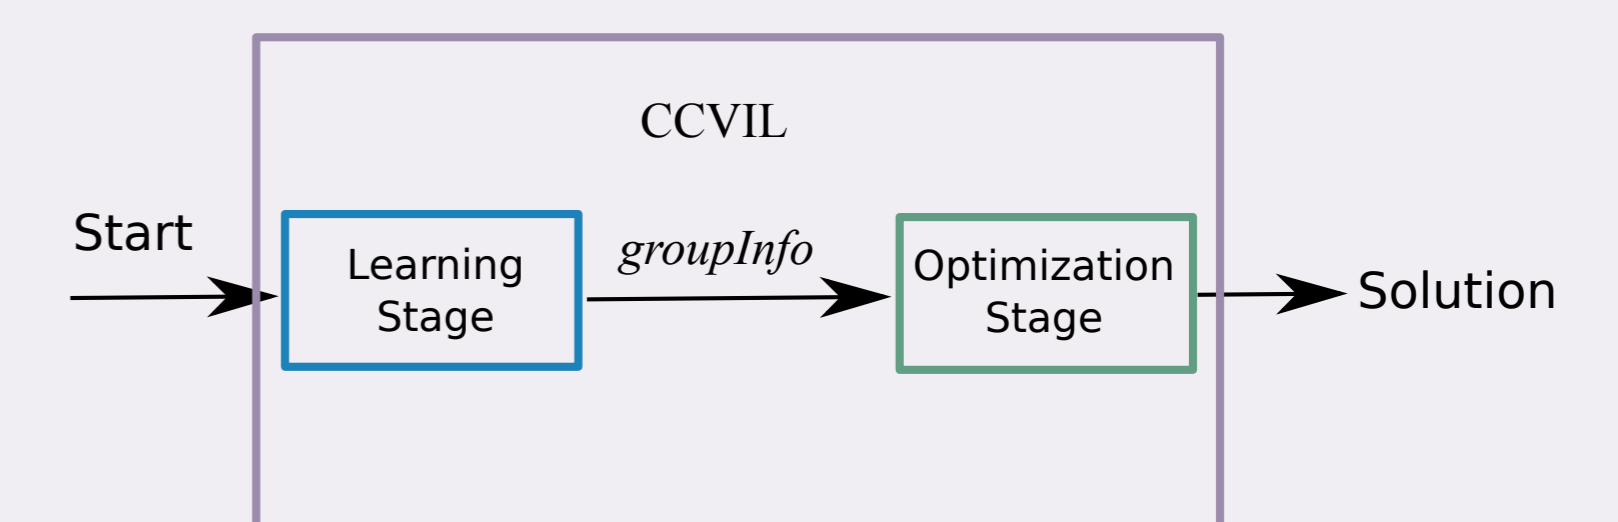 CCVIL
Start
Learning
Stage
groupInfo
Optimization
Stage
Solution